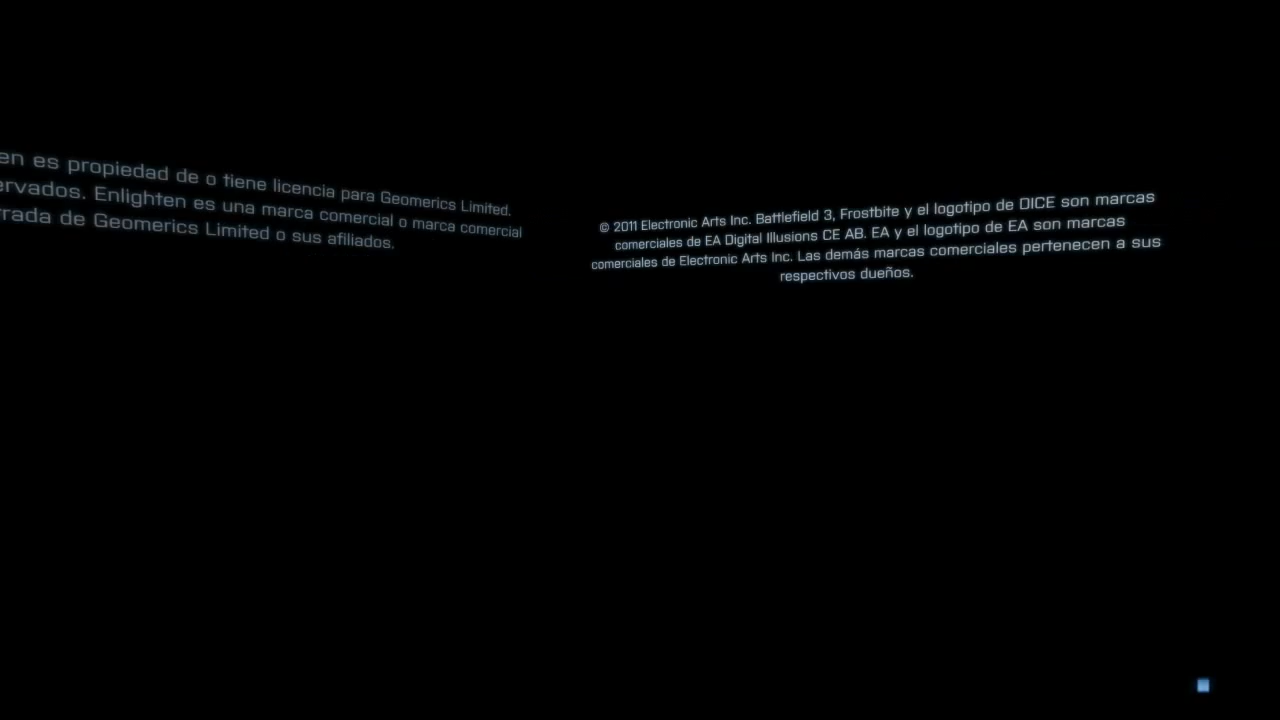 en es propiedad de o tiene licencia para Geomerics Limited.
ervados. Enlighten es una marca comercial o marca comercial
rada de Geomerics Limited o sus afiliados.
© 2011 Electronic Arts Inc. Battlefield 3, Frostbite y el logotipo de DICE son marcas
comerciales de EA Digital Illusions CE AB. EA y el logotipo de EA son marcas
comerciales de Electronic Arts Inc. Las demás marcas comerciales pertenecen a sus
respectivos dueños.